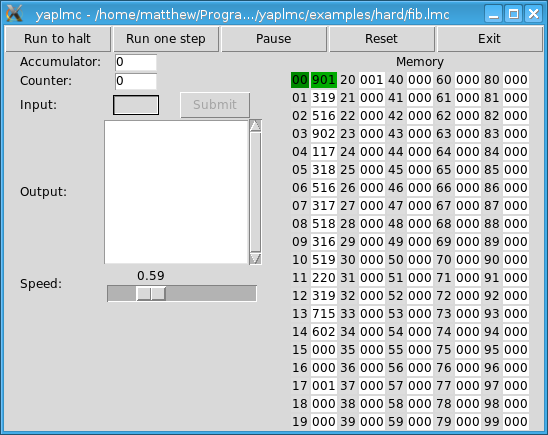 yaplmc - /home/matthew/Progra.../yaplmc/examples/hard/fib.lmc
Run to halt Run one step Pause Reset Exit
Accumulator: 0
Counter: 0
Input: Submit
Output:
Speed: 0.59
Memory
00 901 20 001 40 000 60 000 80 000
01 319 21 000 41 000 61 000 81 000
02 516 22 000 42 000 62 000 82 000
03 902 23 000 43 000 63 000 83 000
04 117 24 000 44 000 64 000 84 000
05 318 25 000 45 000 65 000 85 000
06 516 26 000 46 000 66 000 86 000
07 317 27 000 47 000 67 000 87 000
08 518 28 000 48 000 68 000 88 000
09 316 29 000 49 000 69 000 89 000
10 519 30 000 50 000 70 000 90 000
11 220 31 000 51 000 71 000 91 000
12 319 32 000 52 000 72 000 92 000
13 715 33 000 53 000 73 000 93 000
14 602 34 000 54 000 74 000 94 000
15 000 35 000 55 000 75 000 95 000
16 000 36 000 56 000 76 000 96 000
17 001 37 000 57 000 77 000 97 000
18 000 38 000 58 000 78 000 98 000
19 000 39 000 59 000 79 000 99 000